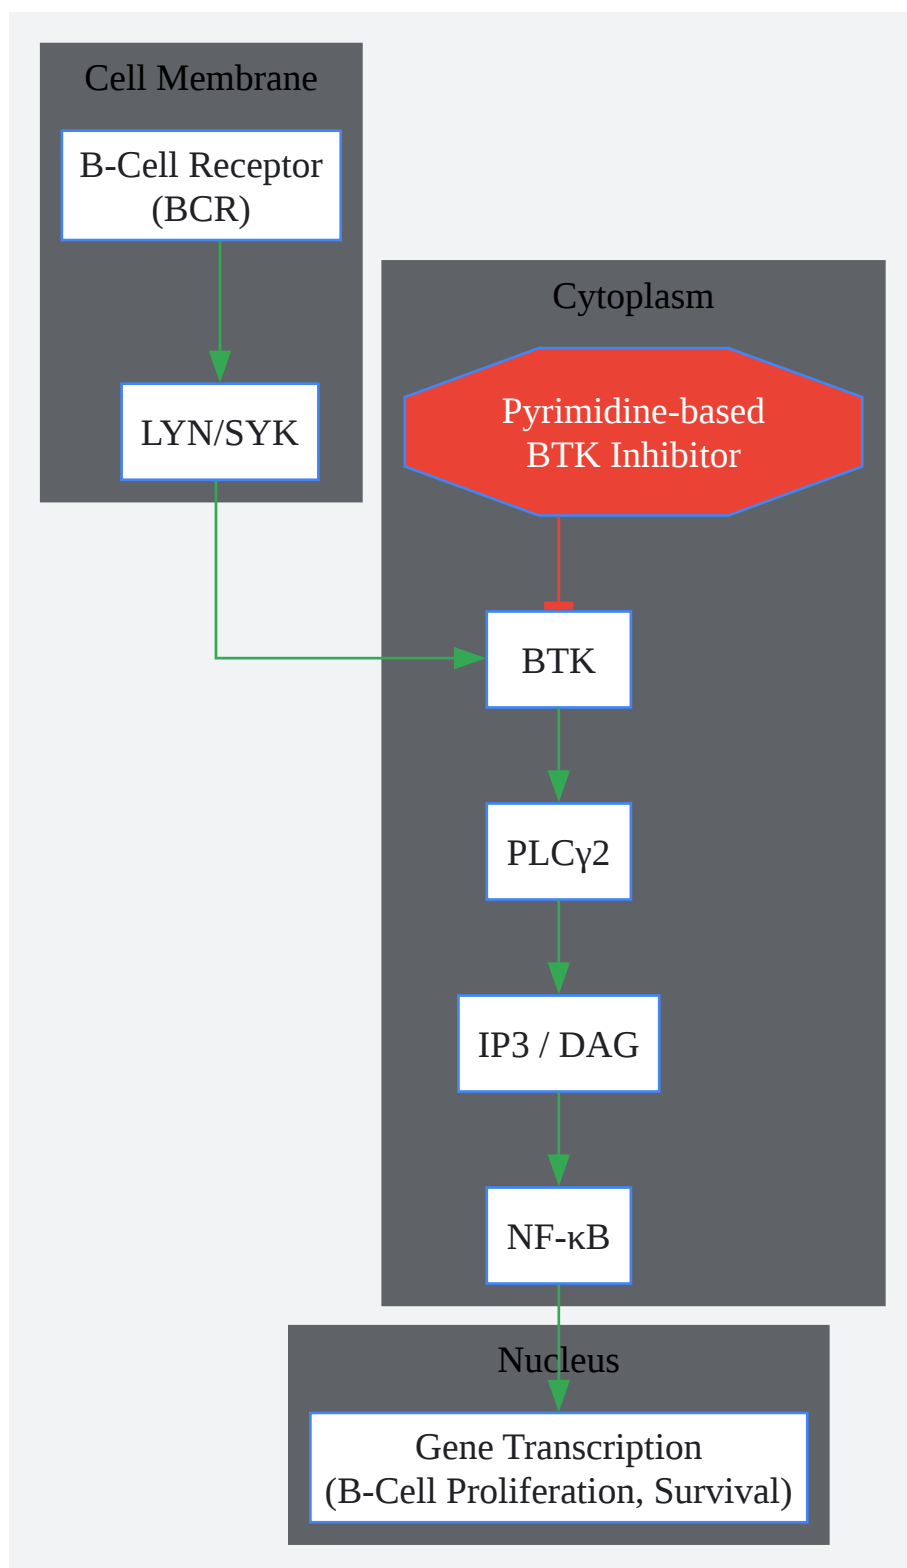 Cell Membrane
B-Cell Receptor
(BCR)
LYN/SYK
Cytoplasm
Pyrimidine-based
BTK Inhibitor
BTK
PLCγ2
IP3 / DAG
NF-κB
Nucleus
Gene Transcription
(B-Cell Proliferation, Survival)